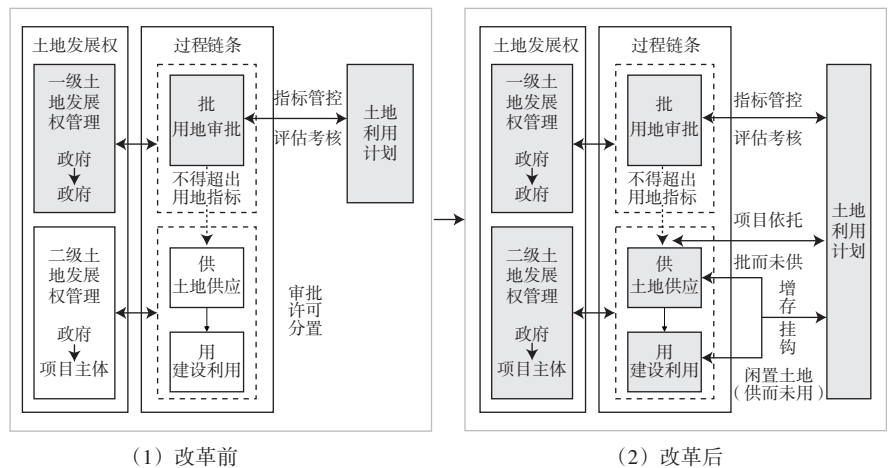 土地发展权
一级土
地发展
权管理
政府
政府
二级土
地发展
权管理
政府
项目主体
过程链条
批
用地审批
不得超出
用地指标
供
土地供应
用
建设利用
指标管控
评估考核
审批
许可
分置
土地
利用
计划
(1) 改革前
土地发展权
一级土
地发展
权管理
政府
政府
二级土
地发展
权管理
政府
项目主体
过程链条
批
用地审批
不得超出
用地指标
供
土地供应
用
建设利用
指标管控
评估考核
项目依托
批而未供
增
存
挂
钩
闲置土地
(供而未用)
土地
利用
计划
(2) 改革后